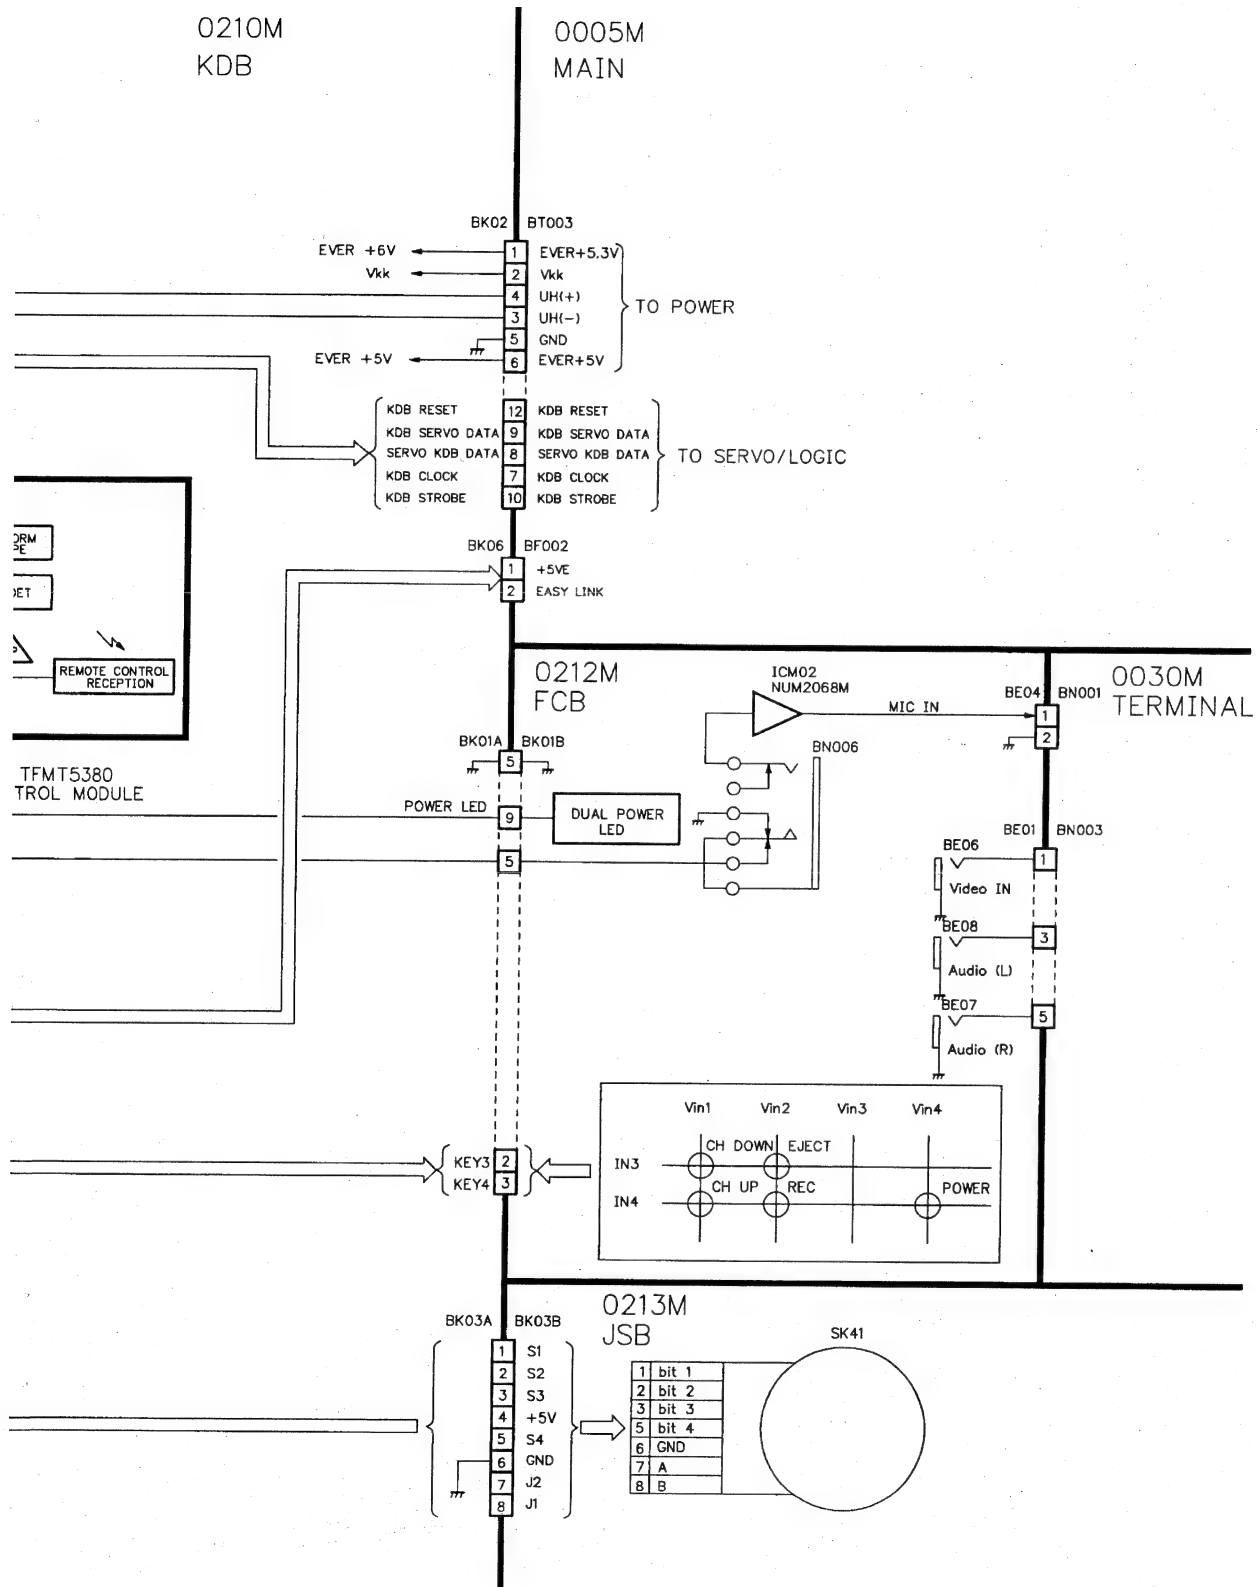 0210M
KDB
0005M
MAIN
BK02 BT003
EVER +6V 1 EVER+5.3V
Vkk 2 Vkk
4 UH(+)
3 UH(−)
TO POWER
5 GND
EVER +5V 6 EVER+5V
KDB RESET 12 KDB RESET
KDB SERVO DATA 9 KDB SERVO DATA
SERVO KDB DATA 8 SERVO KDB DATA
TO SERVO/LOGIC
KDB CLOCK 7 KDB CLOCK
KDB STROBE 10 KDB STROBE
BK06 BF002
1 +5VE
2 EASY LINK
ORM
PE
DET
REMOTE CONTROL
RECEPTION
TFMT5380
TROL MODULE
0212M
FCB
ICM02
NUM2068M
MIC IN
BE04 BN001
1
2
0030M
TERMINAL
BK01A BK01B
5
BN006
POWER LED 9
DUAL POWER
LED
5
BE01 BN003
BE06
1
Video IN
BE08
3
Audio (L)
BE07
5
Audio (R)
Vin1 Vin2 Vin3 Vin4
CH DOWN EJECT
IN3
CH UP REC POWER
IN4
KEY3 2
KEY4 3
0213M
JSB
BK03A BK03B
1 S1
2 S2
3 S3
4 +5V
5 S4
6 GND
7 J2
8 J1
SK41
1 bit 1
2 bit 2
3 bit 3
5 bit 4
6 GND
7 A
8 B